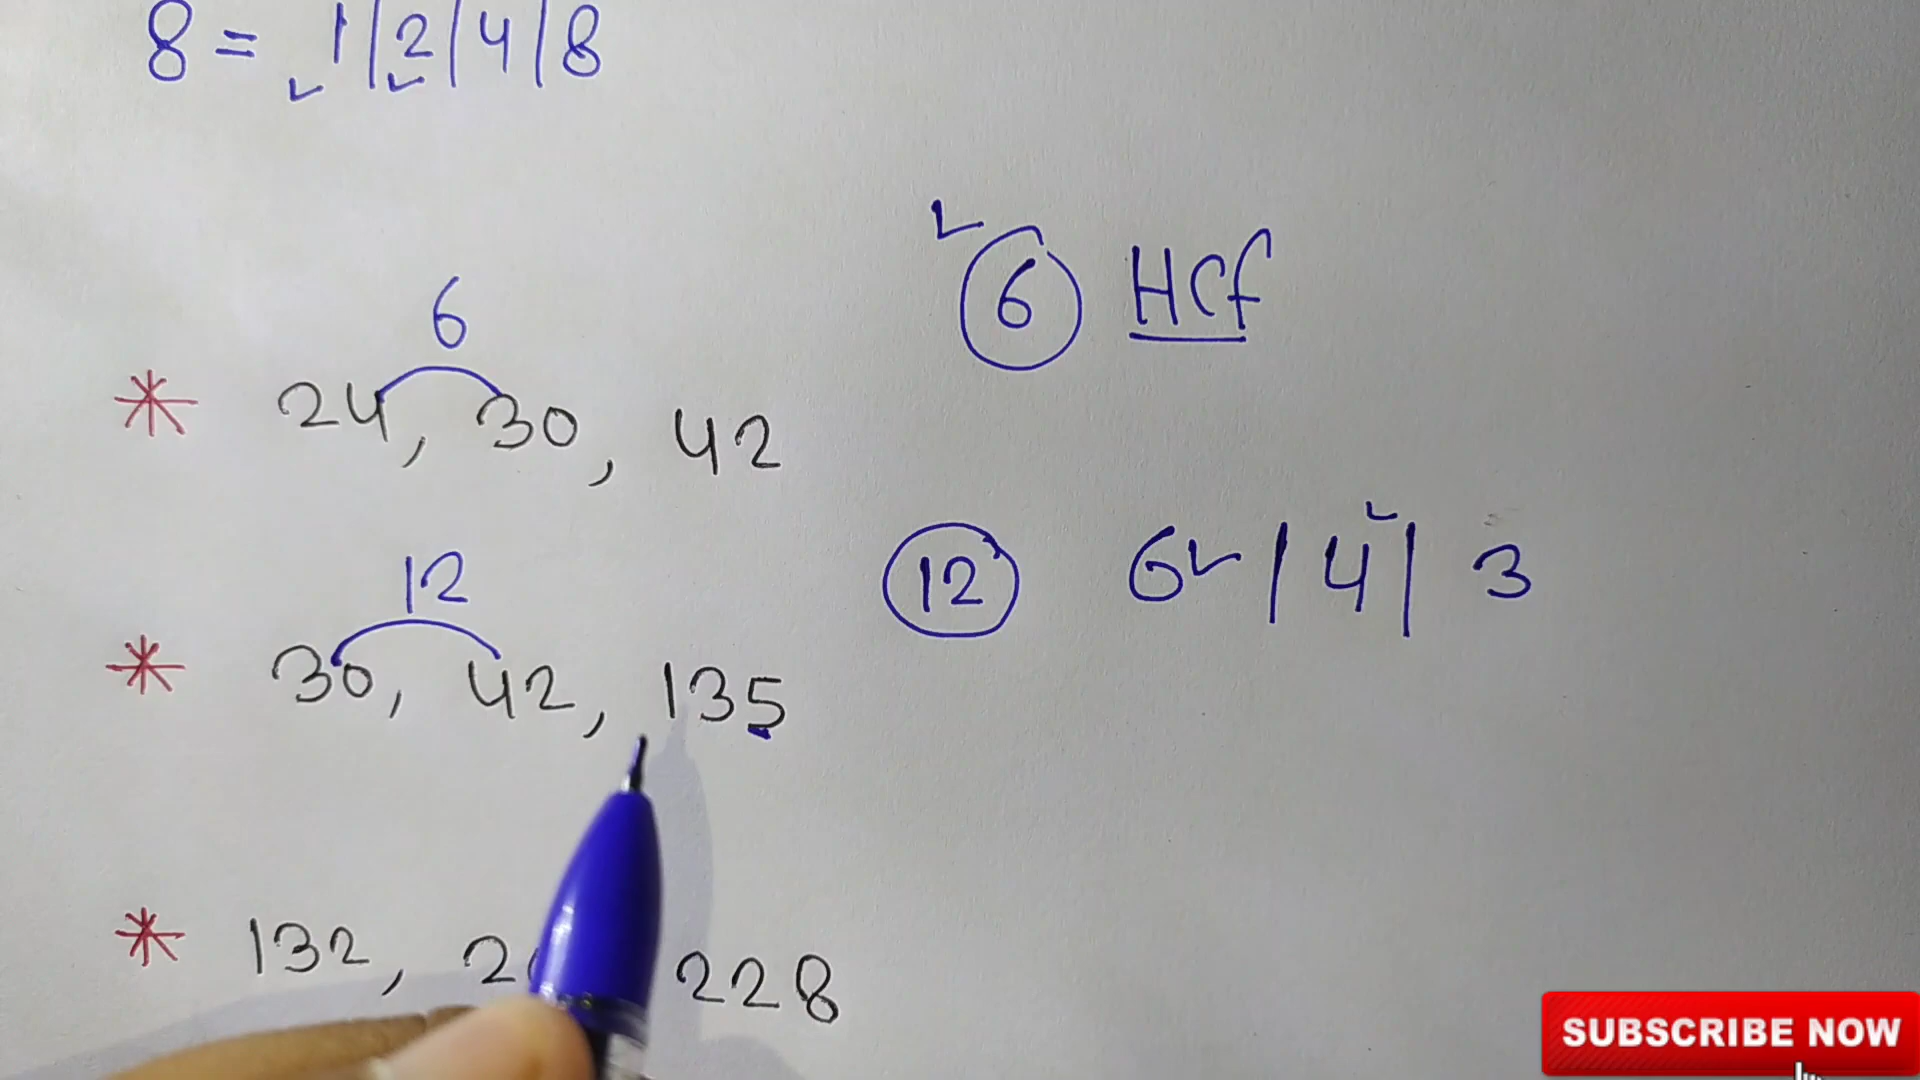 8 = 1 | 2 | 4 | 8
6
24, 30, 42
6 HCf
12
30, 42, 135
12 6 | 4 | 3
132, 228
SUBSCRIBE NOW